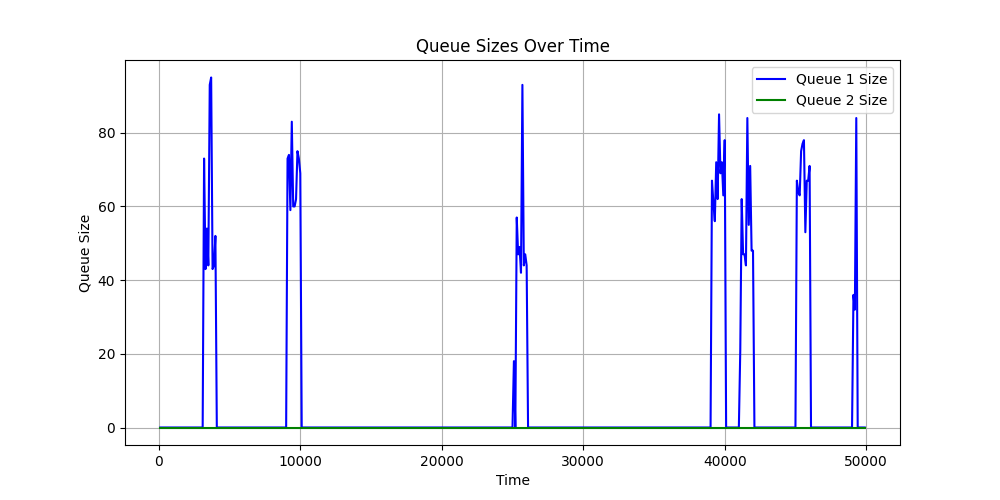 Queue Sizes Over Time
Queue 1 Size
Queue 2 Size
Queue Size
80
60
40
20
0
0 10000 20000 30000 40000 50000
Time